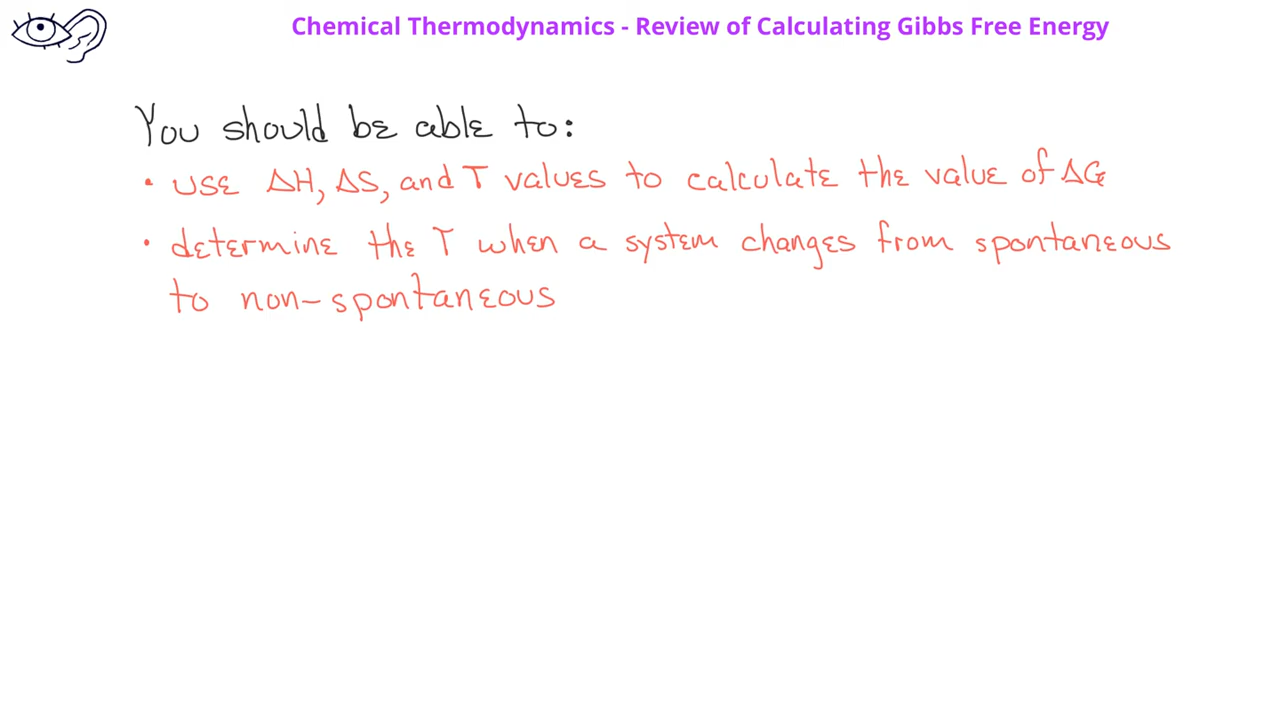 Chemical Thermodynamics - Review of Calculating Gibbs Free Energy
You should be able to:
• use ΔH, ΔS, and T values to calculate the value of ΔG
• determine the T when a system changes from spontaneous
to non-spontaneous